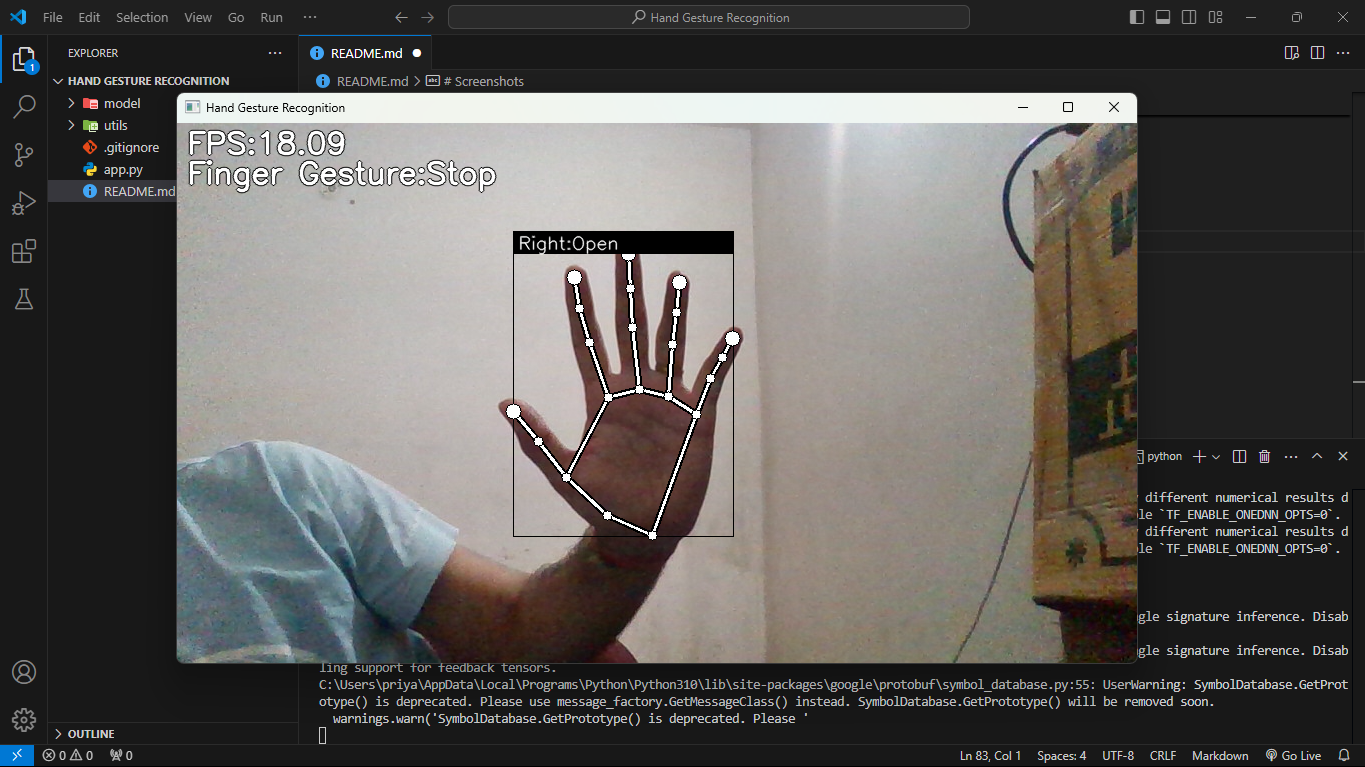 File Edit Selection View Go Run ···
Hand Gesture Recognition
EXPLORER
README.md
HAND GESTURE RECOGNITION
README.md > # Screenshots
model
utils
.gitignore
app.py
README.md
1
Hand Gesture Recognition
FPS:18.09
Finger Gesture:Stop
Right:Open
python
different numerical results d
le `TF_ENABLE_ONEDNN_OPTS=0`.
different numerical results d
le `TF_ENABLE_ONEDNN_OPTS=0`.
gle signature inference. Disab
gle signature inference. Disab
ling support for feedback tensors.
C:\Users\priya\AppData\Local\Programs\Python\Python310\lib\site-packages\google\protobuf\symbol_database.py:55: UserWarning: SymbolDatabase.GetProt
otype() is deprecated. Please use message_factory.GetMessageClass() instead. SymbolDatabase.GetPrototype() will be removed soon.
warnings.warn('SymbolDatabase.GetPrototype() is deprecated. Please '
OUTLINE
0 0 0 Ln 83, Col 1 Spaces: 4 UTF-8 CRLF Markdown Go Live